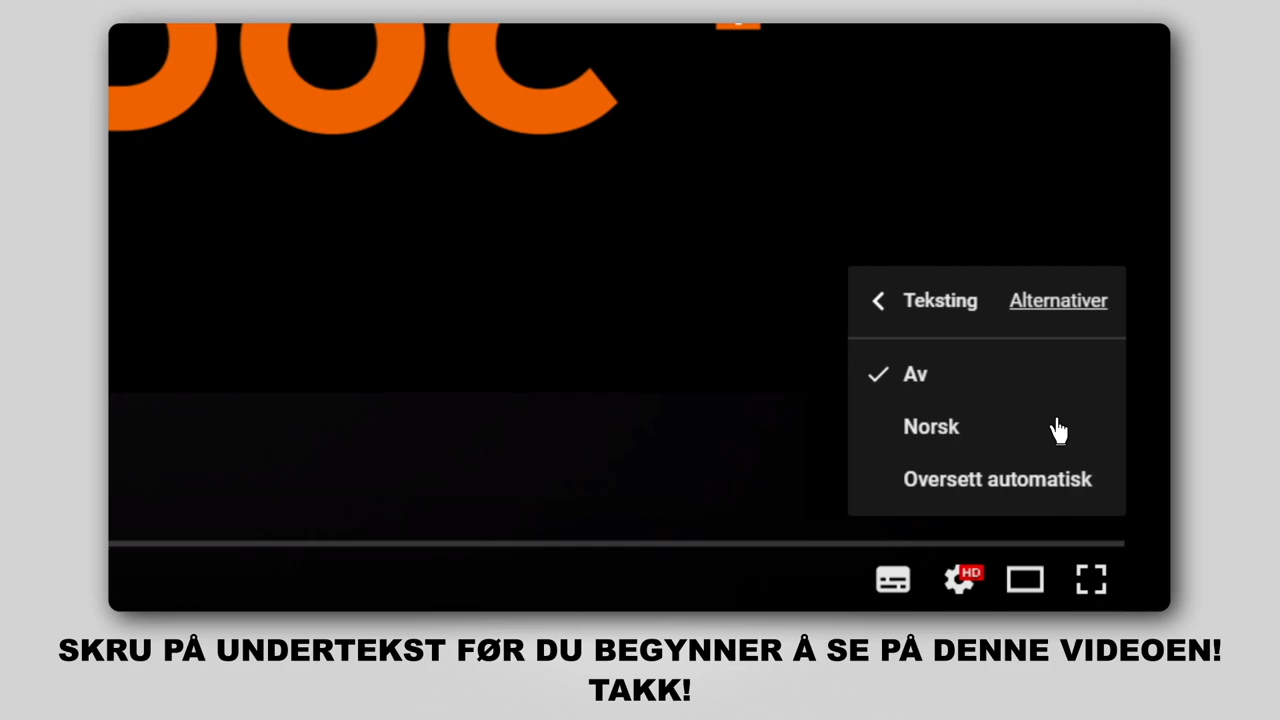 Teksting Alternativer
Av
Norsk
Oversett automatisk
HD
SKRU PÅ UNDERTEKST FØR DU BEGYNNER Å SE PÅ DENNE VIDEOEN!
TAKK!